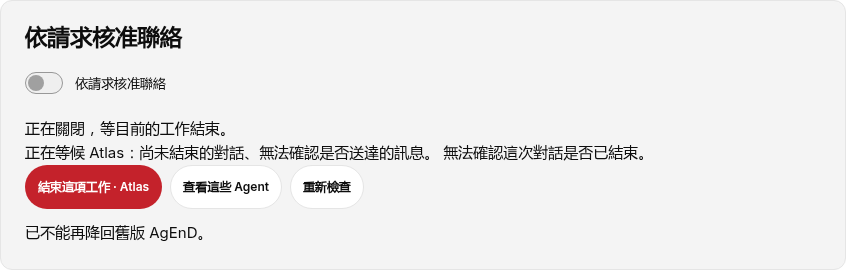 依請求核准聯絡
依請求核准聯絡
正在關閉，等目前的工作結束。
正在等候 Atlas：尚未結束的對話、無法確認是否送達的訊息。 無法確認這次對話是否已結束。
結束這項工作 · Atlas
查看這些 Agent
重新檢查
已不能再降回舊版 AgEnD。